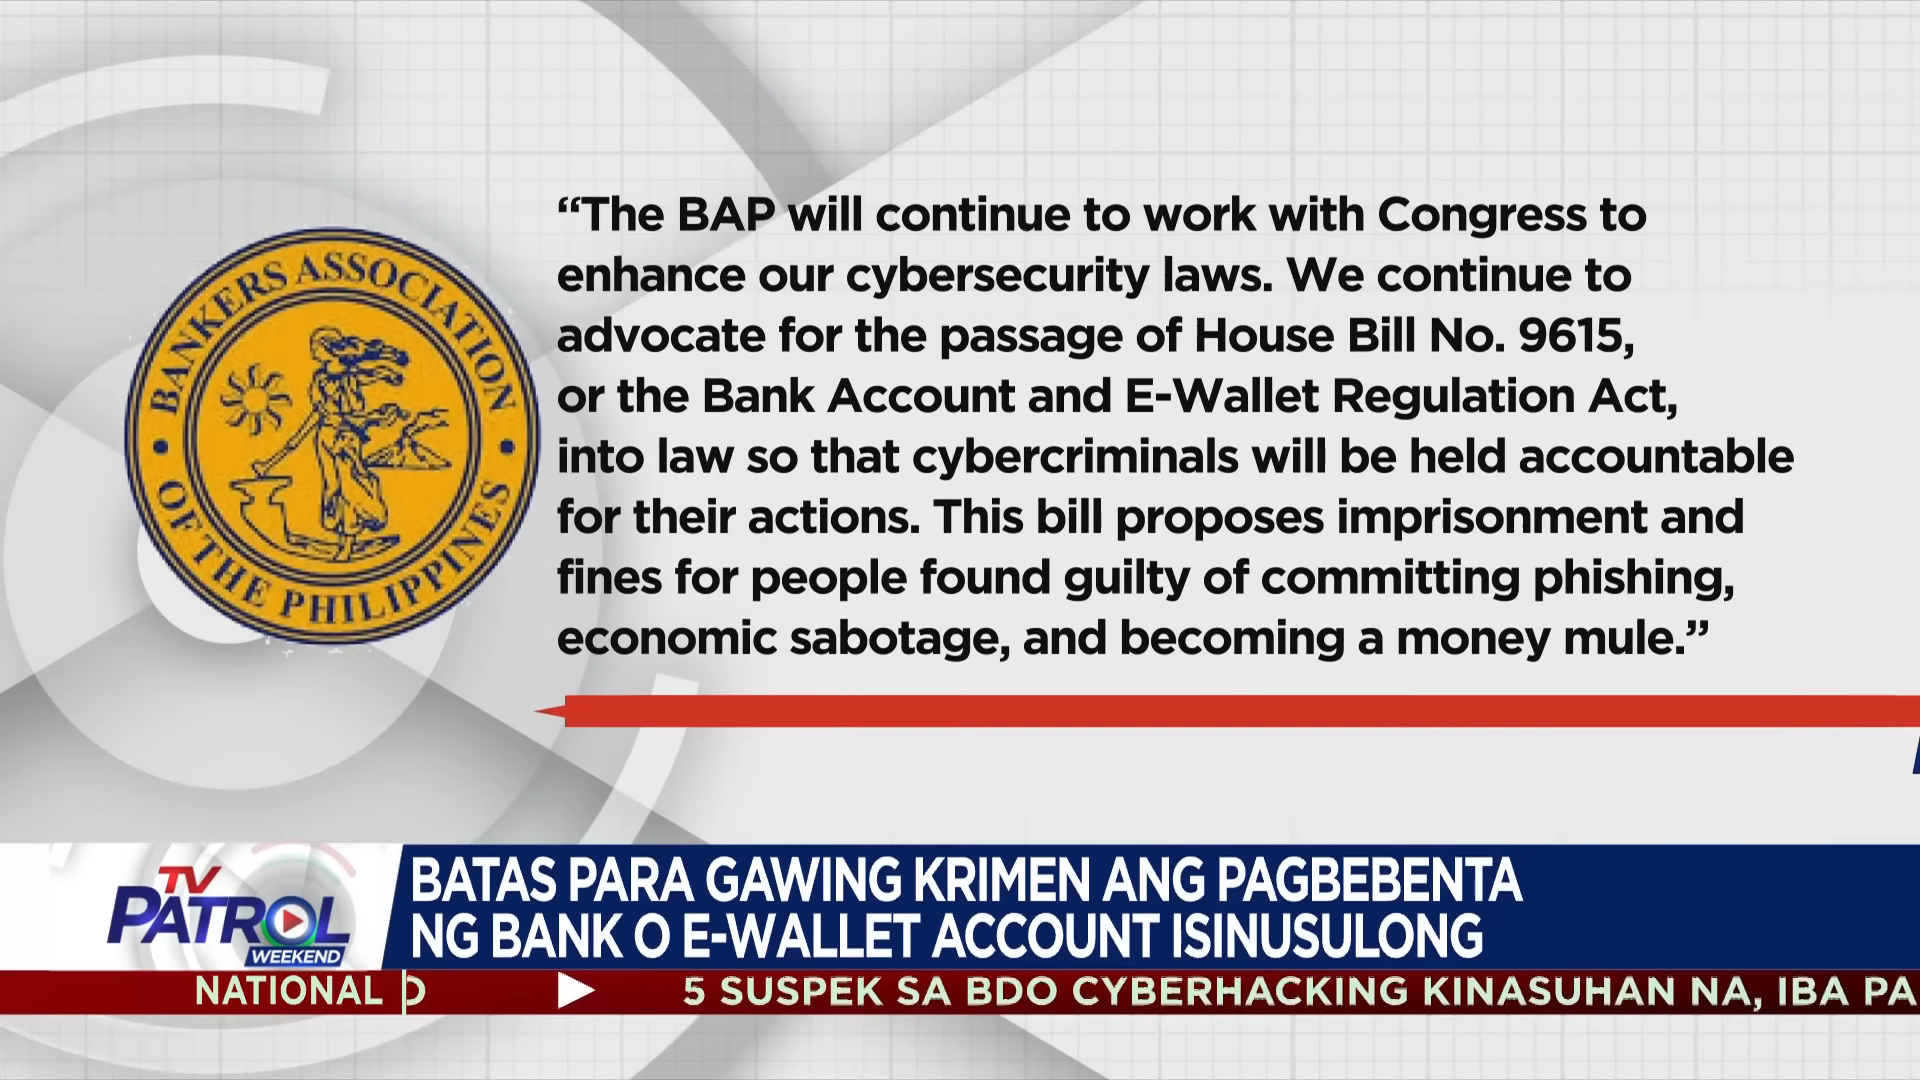 “The BAP will continue to work with Congress to
enhance our cybersecurity laws. We continue to
advocate for the passage of House Bill No. 9615,
or the Bank Account and E-Wallet Regulation Act,
into law so that cybercriminals will be held accountable
for their actions. This bill proposes imprisonment and
fines for people found guilty of committing phishing,
economic sabotage, and becoming a money mule.”
BANKERS ASSOCIATION
OF THE PHILIPPINES
TV
PATROL
WEEKEND
BATAS PARA GAWING KRIMEN ANG PAGBEBENTA
NG BANK O E-WALLET ACCOUNT ISINUSULONG
NATIONAL
5 SUSPEK SA BDO CYBERHACKING KINASUHAN NA, IBA PA